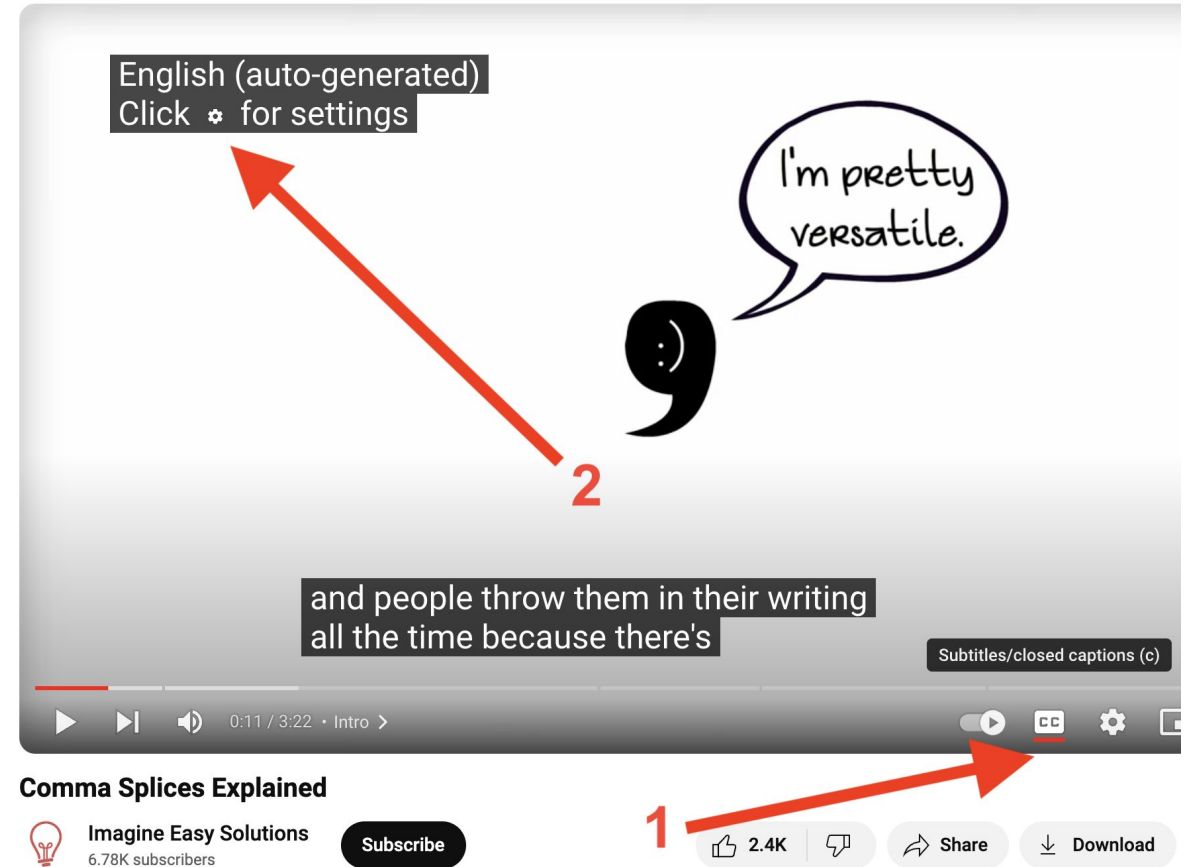 English (auto-generated)
Click ⚙ for settings
I'm pretty
versatile.
2
and people throw them in their writing
all the time because there's
Subtitles/closed captions (c)
0:11 / 3:22 • Intro >
CC
Comma Splices Explained
1
Imagine Easy Solutions
6.78K subscribers
Subscribe
2.4K
Share
Download